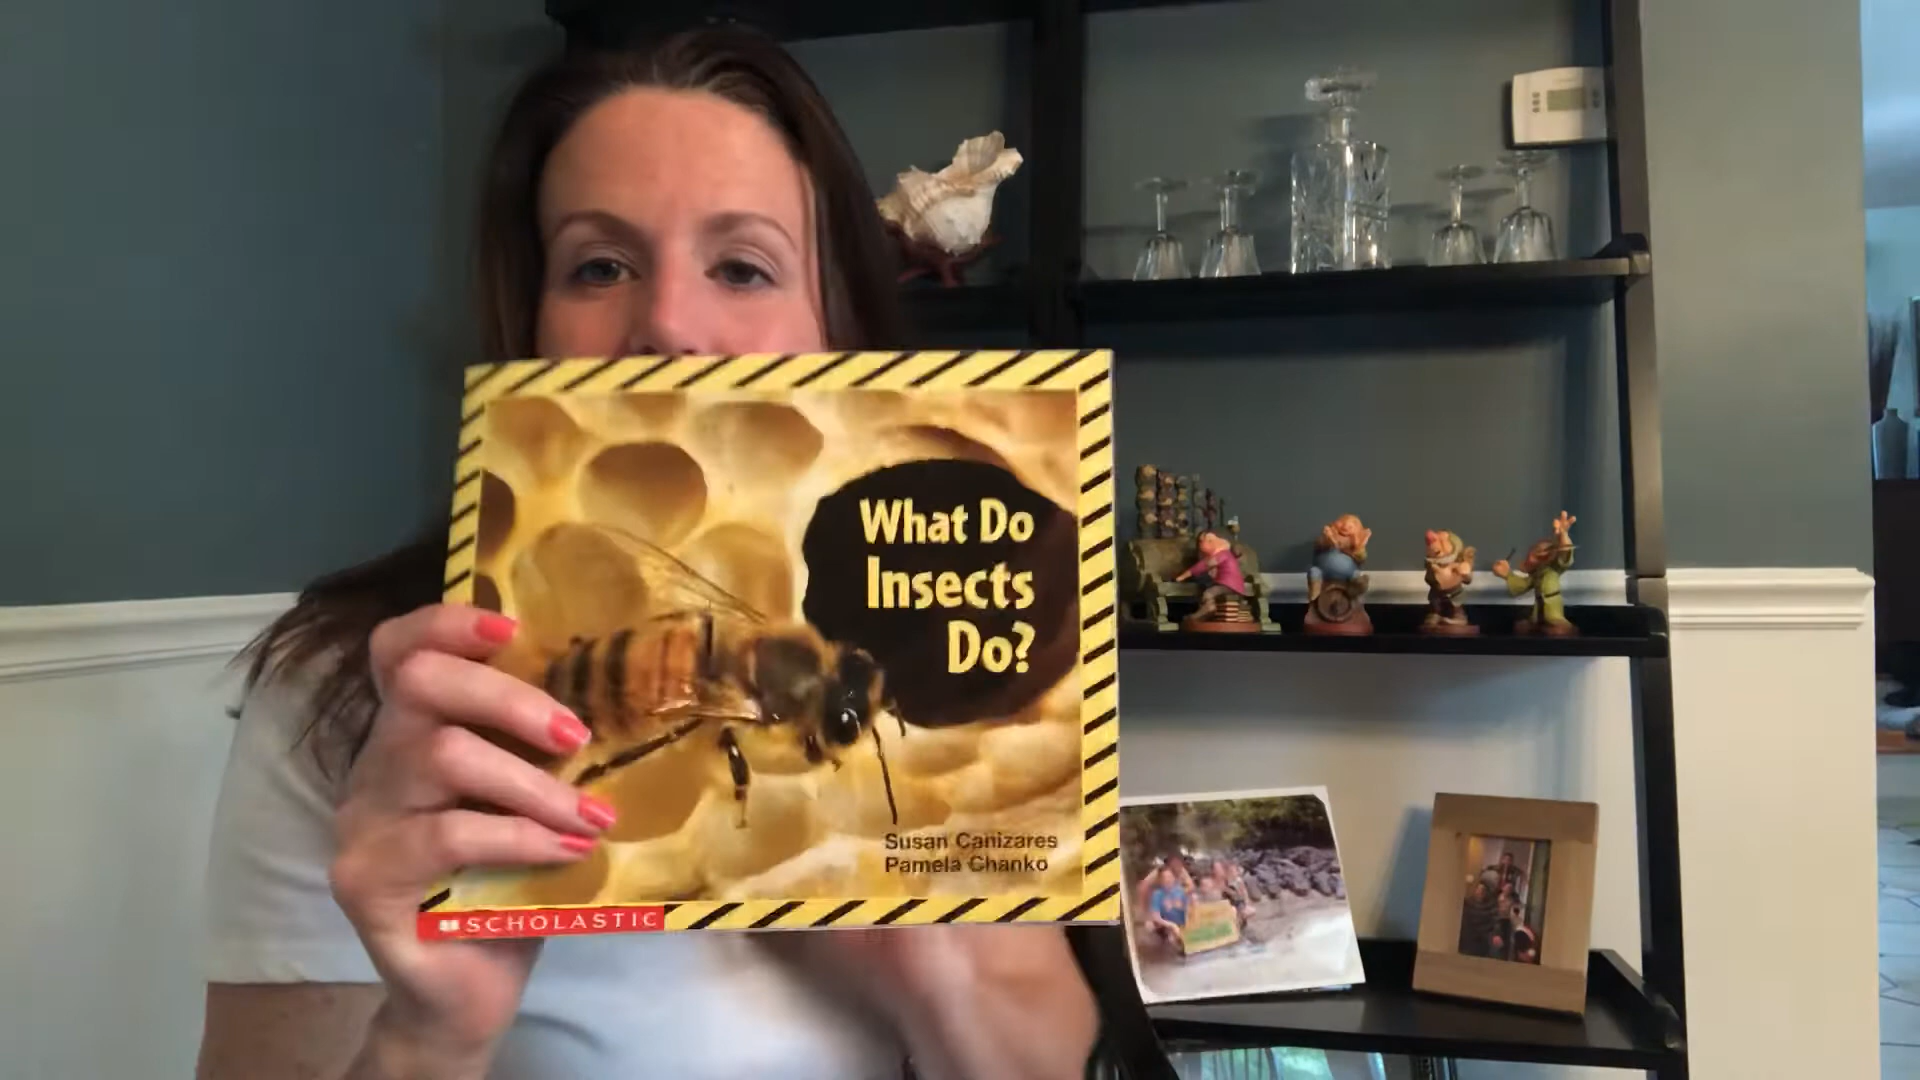 What Do
Insects
Do?
Susan Canizares
Pamela Chanko
SCHOLASTIC